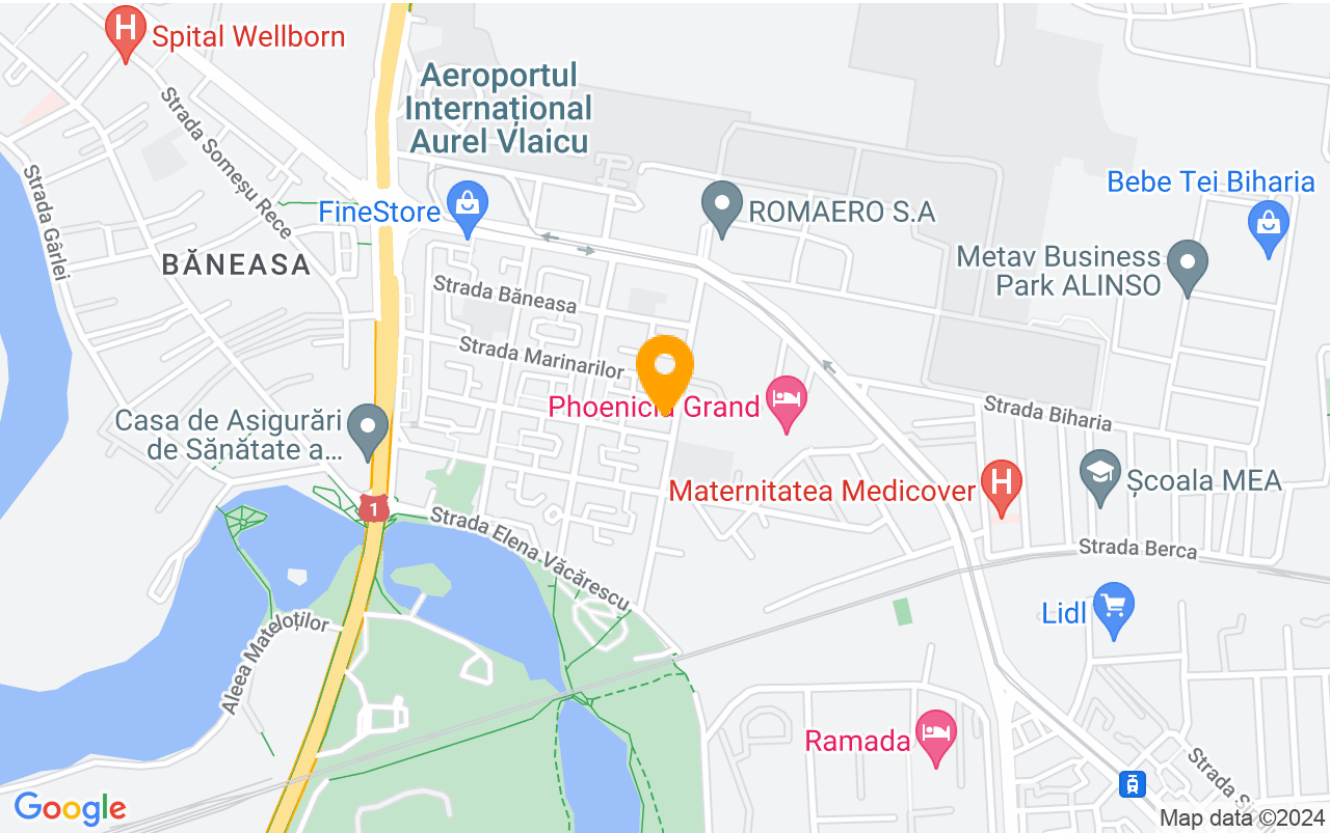 Spital Wellborn
Aeroportul
Internațional
Aurel Vlaicu
Strada Someșu Rece
Strada Gârlei
FineStore
ROMAERO S.A
Bebe Tei Biharia
BĂNEASA
Metav Business
Park ALINSO
Strada Băneasa
Strada Marinarilor
Phoenicia Grand
Strada Biharia
Casa de Asigurări
de Sănătate a...
Maternitatea Medicover
Școala MEA
1
Strada Elena Văcărescu
Strada Berca
Lidl
Aleea Mateloților
Ramada
Strada
Google
Map data ©2024